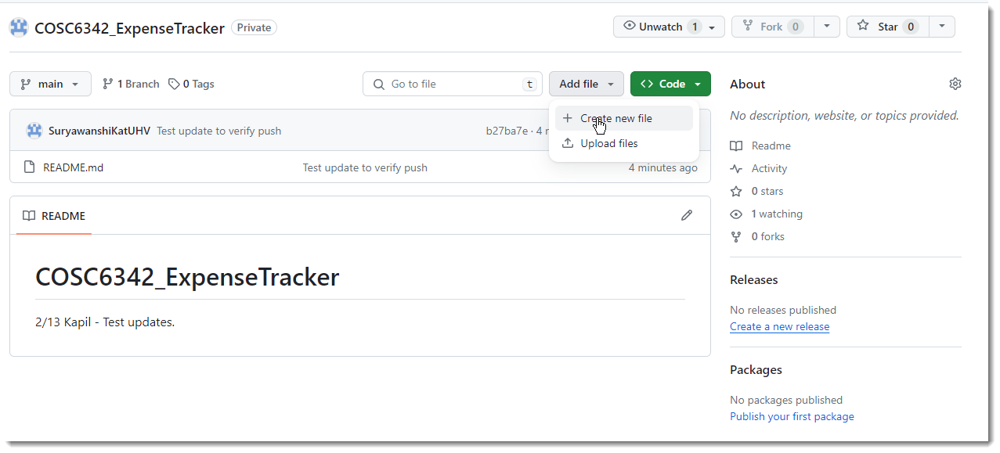 COSC6342_ExpenseTracker Private Unwatch 1 Fork 0 Star 0
main 1 Branch 0 Tags Go to file t Add file Code
Create new file
Upload files
SuryawanshiKatUHV Test update to verify push b27ba7e · 4
README.md Test update to verify push 4 minutes ago
README
COSC6342_ExpenseTracker
2/13 Kapil - Test updates.
About
No description, website, or topics provided.
Readme
Activity
0 stars
1 watching
0 forks
Releases
No releases published
Create a new release
Packages
No packages published
Publish your first package